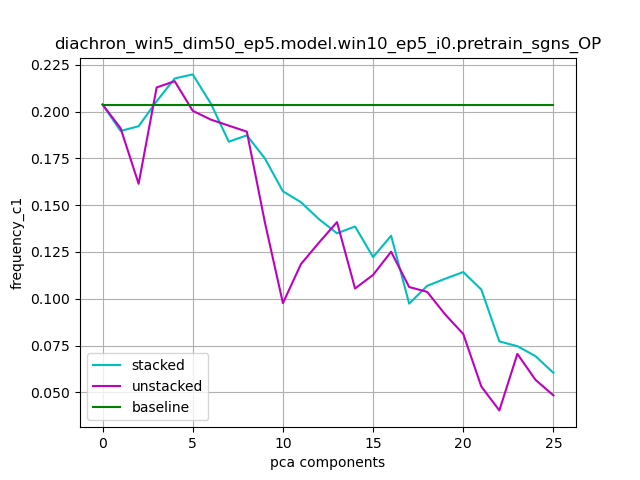 diachron_win5_dim50_ep5.model.win10_ep5_i0.pretrain_sgns_OP
0.225
0.200
0.175
0.150
0.125
0.100
0.075
0.050
frequency_c1
stacked
unstacked
baseline
0 5 10 15 20 25
pca components